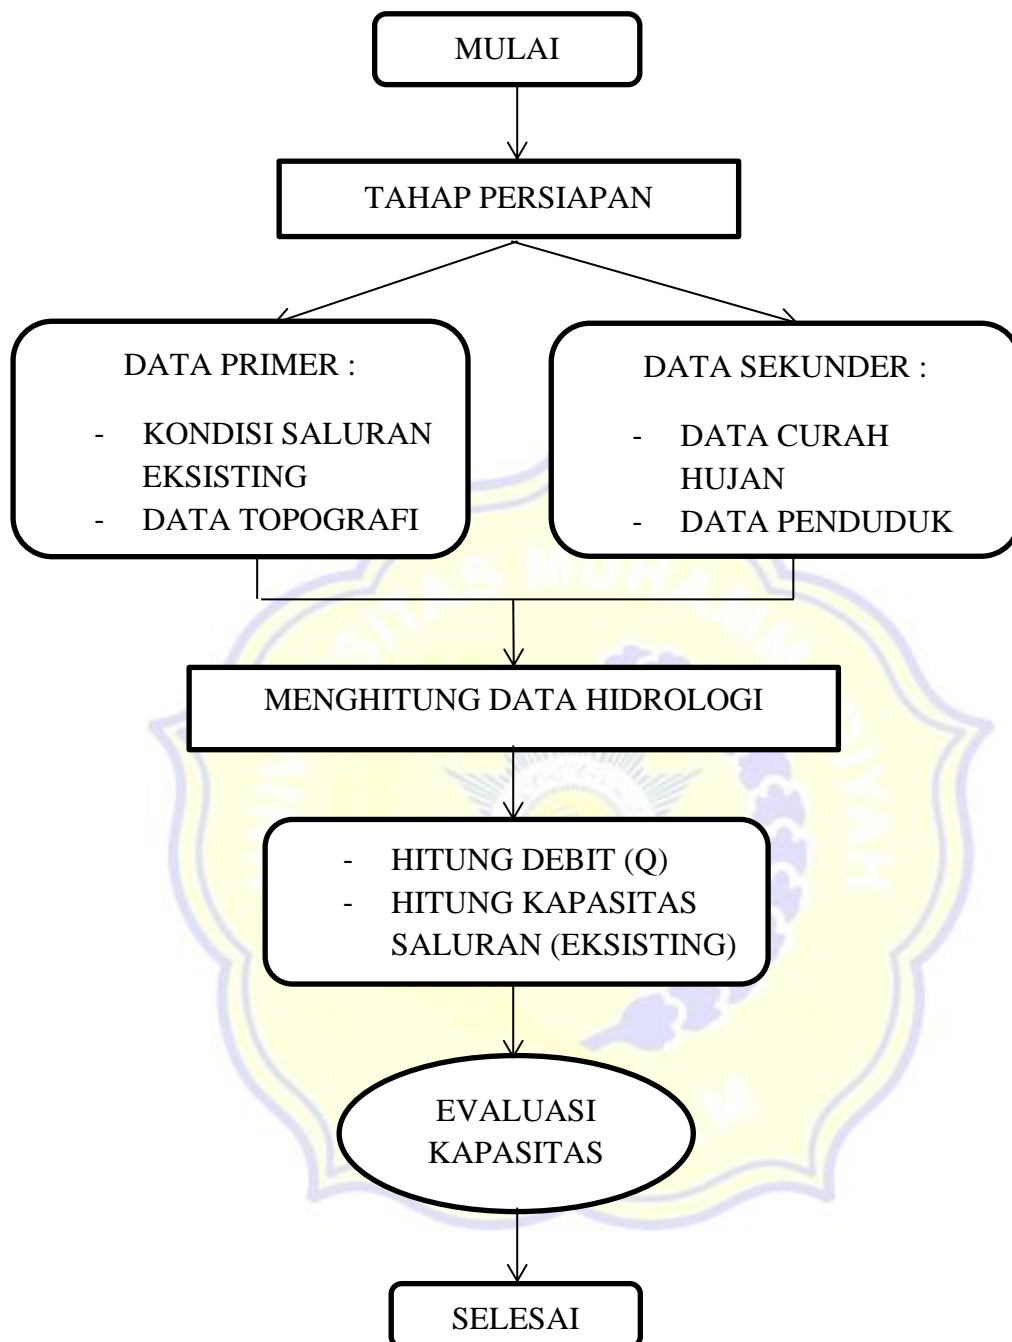 MULAI
TAHAP PERSIAPAN
DATA PRIMER :
- KONDISI SALURAN
EKSISTING
- DATA TOPOGRAFI
DATA SEKUNDER :
- DATA CURAH
HUJAN
- DATA PENDUDUK
MENGHITUNG DATA HIDROLOGI
- HITUNG DEBIT (Q)
- HITUNG KAPASITAS
SALURAN (EKSISTING)
EVALUASI
KAPASITAS
SELESAI